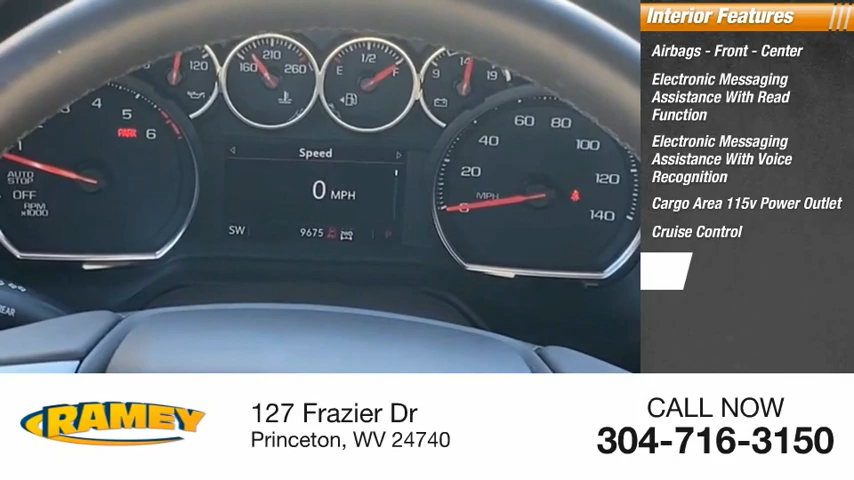 Interior Features
Airbags - Front - Center
Electronic Messaging
Assistance With Read
Function
Electronic Messaging
Assistance With Voice
Recognition
Cargo Area 115v Power Outlet
Cruise Control
120
160 210 260
E 1/2 F
9 14 19
1 4 5 6
PARK
AUTO
STOP
OFF
RPM
x1000
Speed
0 MPH
SW 9675 2WD
P
MPH
0 20 40 60 80 100 120 140
REAR
RAMEY
127 Frazier Dr
Princeton, WV 24740
CALL NOW
304-716-3150